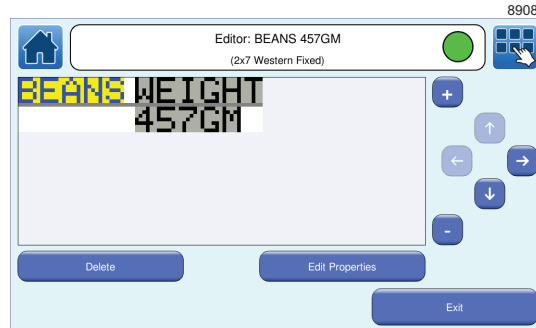 8908
Editor: BEANS 457GM
(2x7 Western Fixed)
BEANS WEIGHT
457GM
+
-
Delete
Edit Properties
Exit